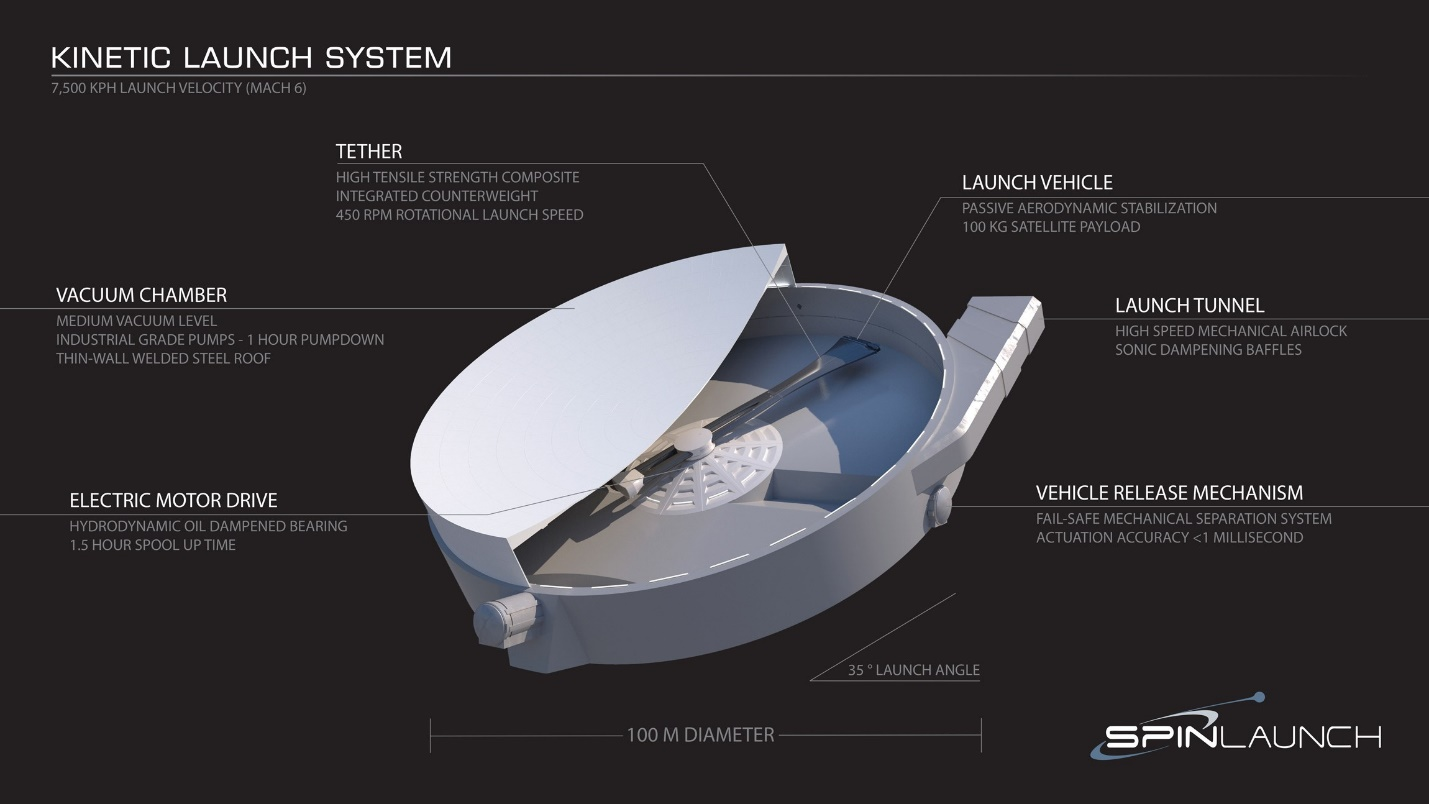 KINETIC LAUNCH SYSTEM
7,500 KPH LAUNCH VELOCITY (MACH 6)
TETHER
HIGH TENSILE STRENGTH COMPOSITE
INTEGRATED COUNTERWEIGHT
450 RPM ROTATIONAL LAUNCH SPEED
LAUNCH VEHICLE
PASSIVE AERODYNAMIC STABILIZATION
100 KG SATELLITE PAYLOAD
VACUUM CHAMBER
MEDIUM VACUUM LEVEL
INDUSTRIAL GRADE PUMPS - 1 HOUR PUMPDOWN
THIN-WALL WELDED STEEL ROOF
LAUNCH TUNNEL
HIGH SPEED MECHANICAL AIRLOCK
SONIC DAMPENING BAFFLES
ELECTRIC MOTOR DRIVE
HYDRODYNAMIC OIL DAMPENED BEARING
1.5 HOUR SPOOL UP TIME
VEHICLE RELEASE MECHANISM
FAIL-SAFE MECHANICAL SEPARATION SYSTEM
ACTUATION ACCURACY <1 MILLISECOND
35 ° LAUNCH ANGLE
100 M DIAMETER
SPINLAUNCH